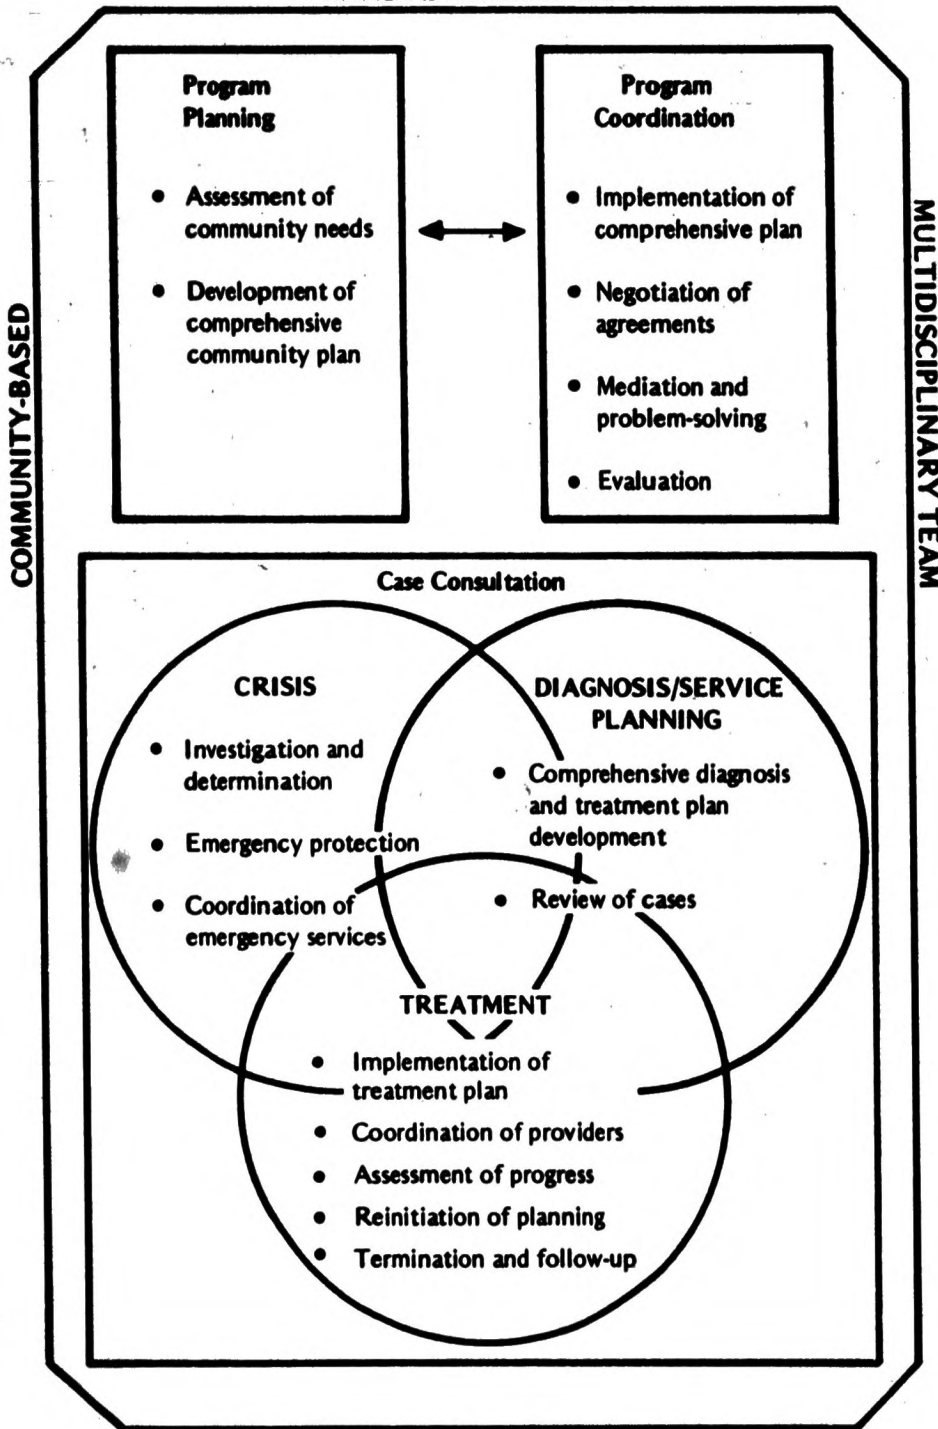 Program
Planning
• Assessment of
community needs
• Development of
comprehensive
community plan
Program
Coordination
• Implementation of
comprehensive plan
• Negotiation of
agreements
• Mediation and
problem-solving
• Evaluation
COMMUNITY-BASED
MULTIDISCIPLINARY TEAM
Case Consultation
CRISIS
• Investigation and
determination
• Emergency protection
• Coordination of
emergency services
DIAGNOSIS/SERVICE
PLANNING
• Comprehensive diagnosis
and treatment plan
development
• Review of cases
TREATMENT
• Implementation of
treatment plan
• Coordination of providers
• Assessment of progress
• Reinitiation of planning
• Termination and follow-up